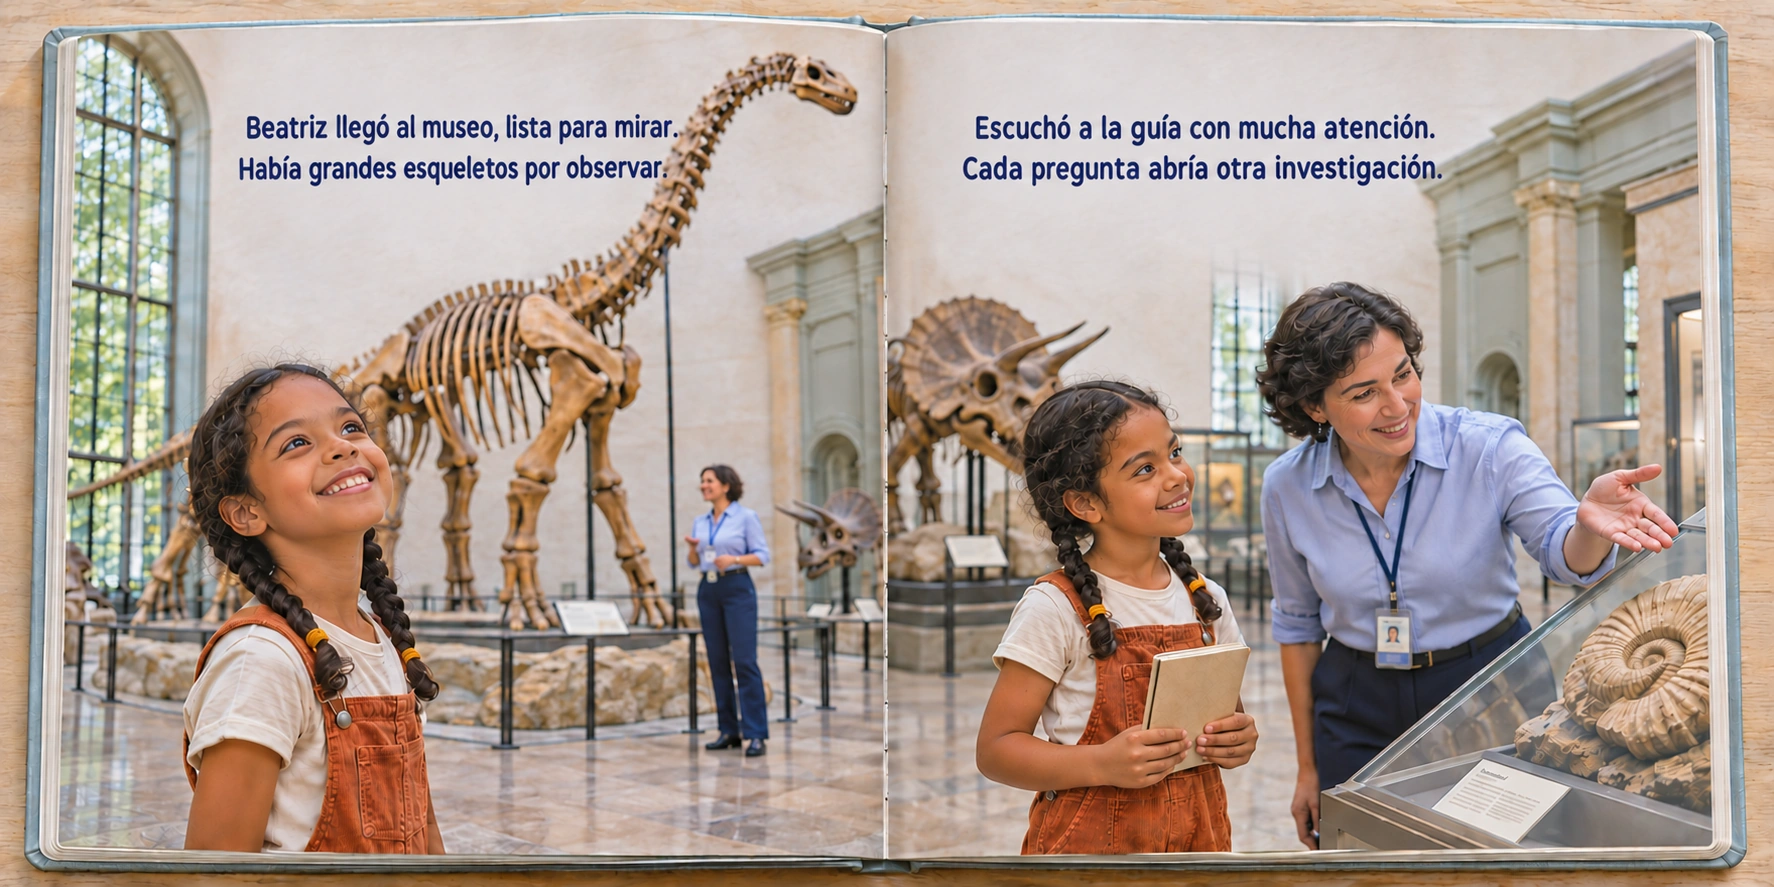 Beatriz llegó al museo, lista para mirar.
Había grandes esqueletos por observar.
Escuchó a la guía con mucha atención.
Cada pregunta abría otra investigación.